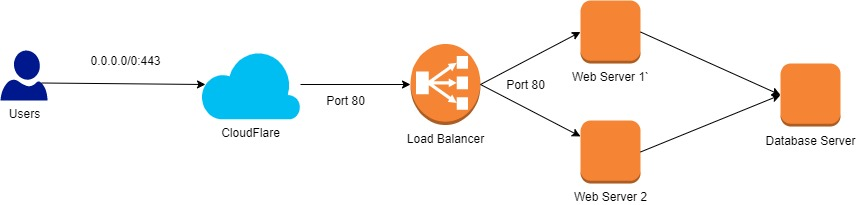 0.0.0.0/0:443
Users
CloudFlare
Port 80
Load Balancer
Port 80
Web Server 1`
Web Server 2
Database Server